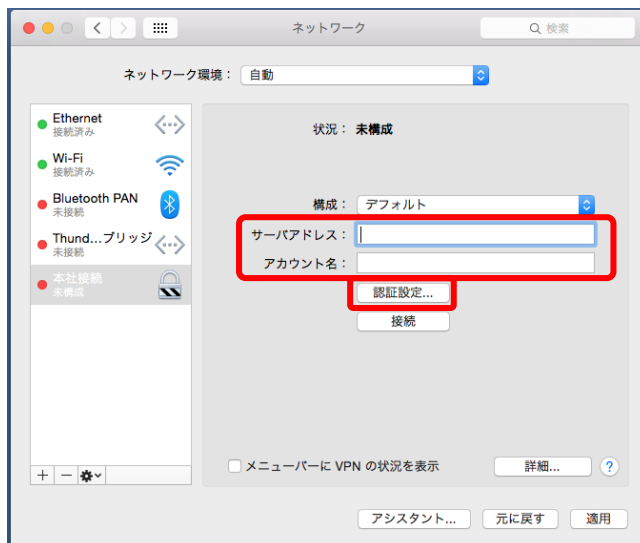 ネットワーク
検索
ネットワーク環境： 自動
Ethernet
接続済み
Wi-Fi
接続済み
Bluetooth PAN
未接続
Thund…ブリッジ
未接続
本社接続
未構成
状況： 未構成
構成： デフォルト
サーバアドレス：
アカウント名：
認証設定...
接続
メニューバーに VPN の状況を表示
詳細...
?
アシスタント...
元に戻す
適用